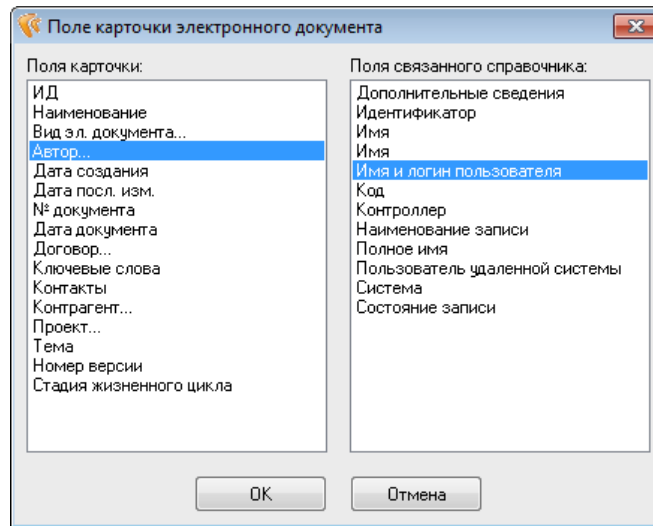 Поле карточки электронного документа
Поля карточки:
ИД
Наименование
Вид эл. документа...
Автор...
Дата создания
Дата посл. изм.
№ документа
Дата документа
Договор...
Ключевые слова
Контакты
Контрагент...
Проект...
Тема
Номер версии
Стадия жизненного цикла
Поля связанного справочника:
Дополнительные сведения
Идентификатор
Имя
Имя
Имя и логин пользователя
Код
Контроллер
Наименование записи
Полное имя
Пользователь удаленной системы
Система
Состояние записи
OK
Отмена